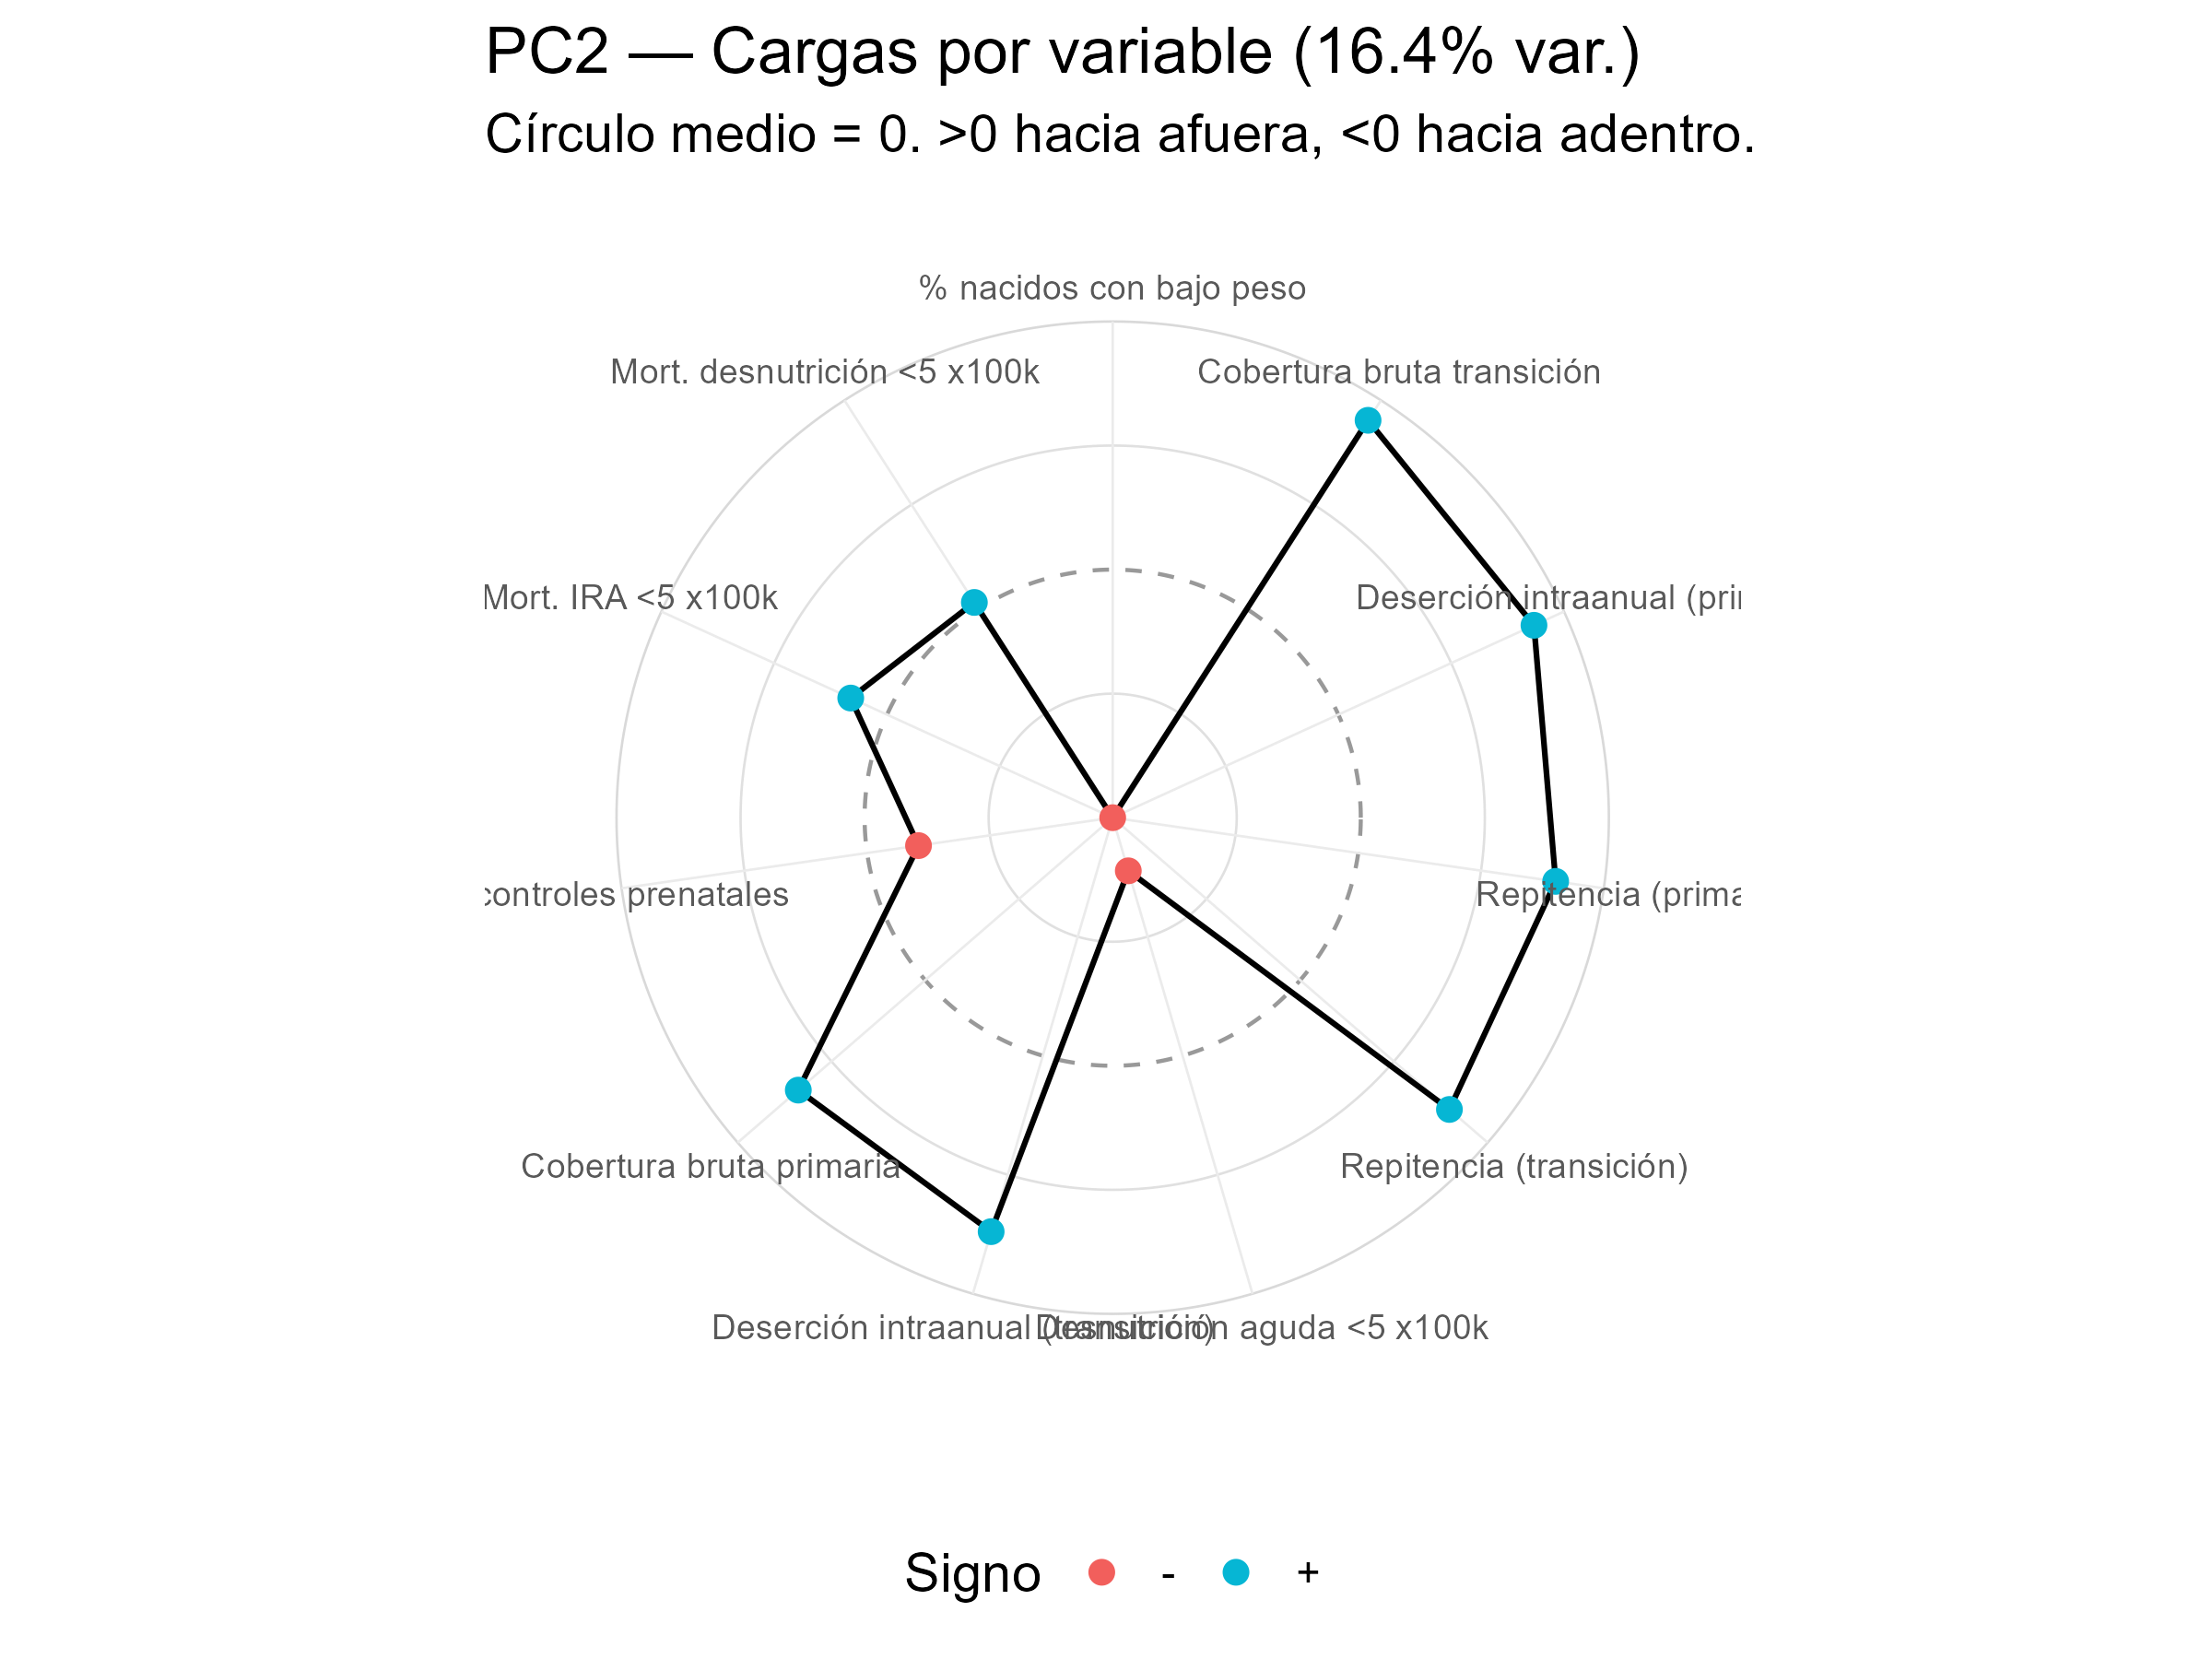 PC2 — Cargas por variable (16.4% var.)
Círculo medio = 0. >0 hacia afuera, <0 hacia adentro.
% nacidos con bajo peso
Mort. desnutrición <5 x100k
Cobertura bruta transición
Mort. IRA <5 x100k
Deserción intraanual (pri
controles prenatales
Repitencia (prima
Cobertura bruta primaria
Repitencia (transición)
Deserción intraanual (transición)
Desnutrición aguda <5 x100k
Signo - +